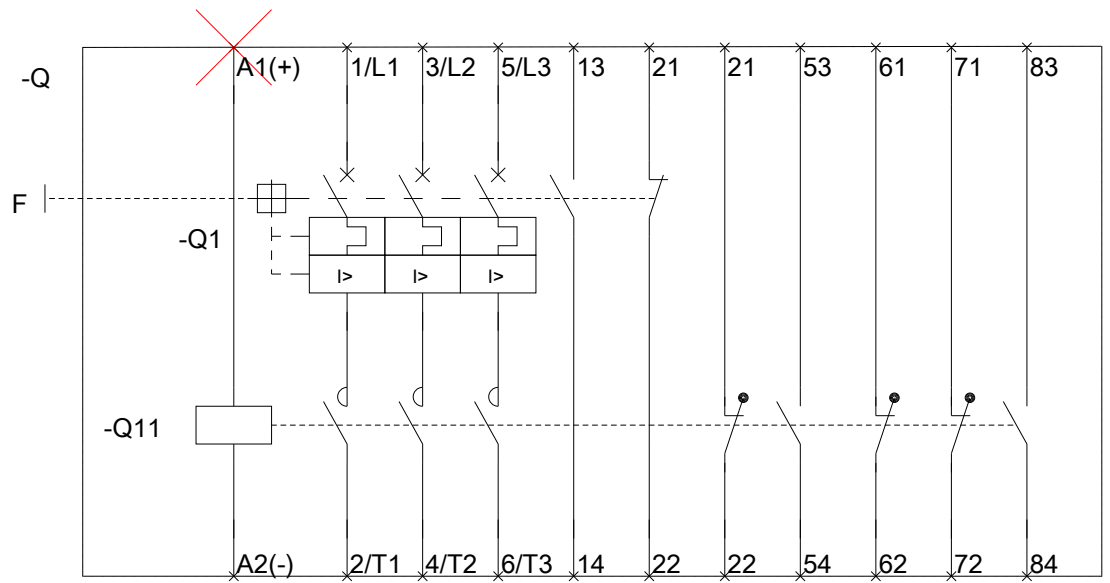 -Q
A1(+) 1/L1 3/L2 5/L3 13 21 21 53 61 71 83
F
-Q1
I> I> I>
-Q11
A2(-) 2/T1 4/T2 6/T3 14 22 22 54 62 72 84